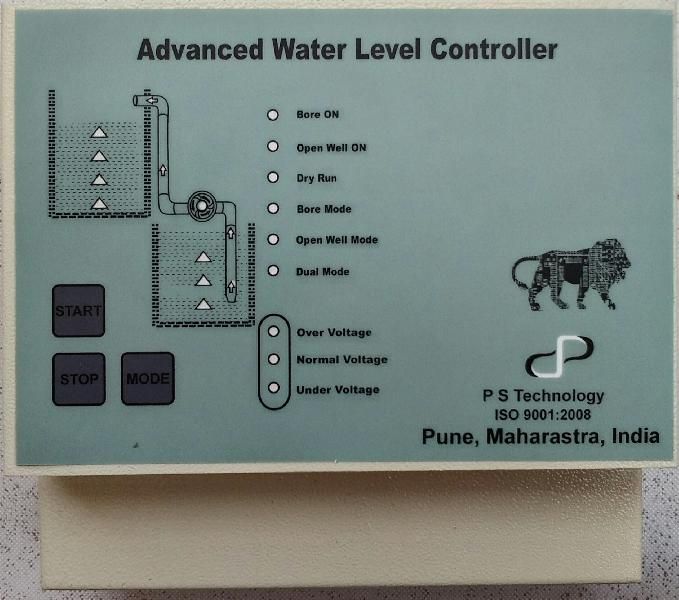 Advanced Water Level Controller
Bore ON
Open Well ON
Dry Run
Bore Mode
Open Well Mode
Dual Mode
START
STOP
MODE
Over Voltage
Normal Voltage
Under Voltage
P S Technology
ISO 9001:2008
Pune, Maharastra, India